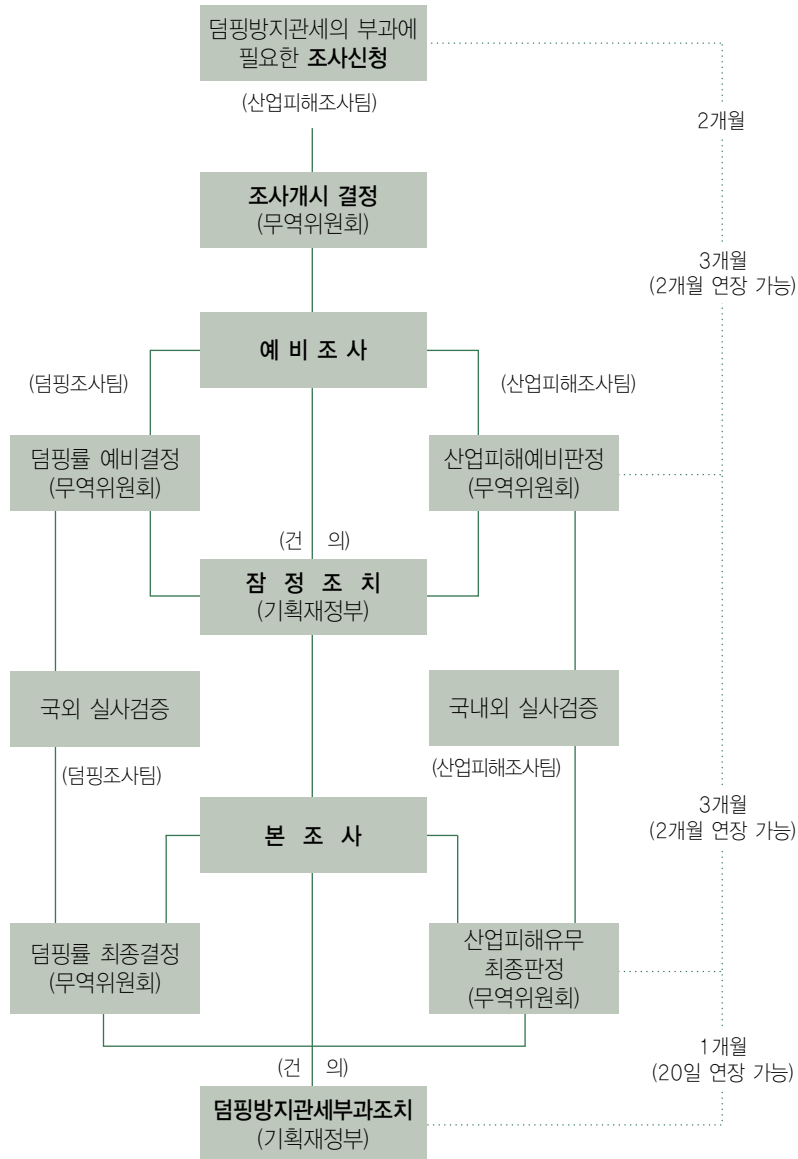 덤핑방지관세의 부과에
필요한 조사신청
(산업피해조사팀)
2개월
조사개시 결정
(무역위원회)
3개월
(2개월 연장 가능)
예 비 조 사
(덤핑조사팀)
(산업피해조사팀)
덤핑률 예비결정
(무역위원회)
산업피해예비판정
(무역위원회)
(건 의)
잠 정 조 치
(기획재정부)
국외 실사검증
국내외 실사검증
(덤핑조사팀)
(산업피해조사팀)
3개월
(2개월 연장 가능)
본 조 사
덤핑률 최종결정
(무역위원회)
산업피해유무
최종판정
(무역위원회)
1개월
(20일 연장 가능)
(건 의)
덤핑방지관세부과조치
(기획재정부)